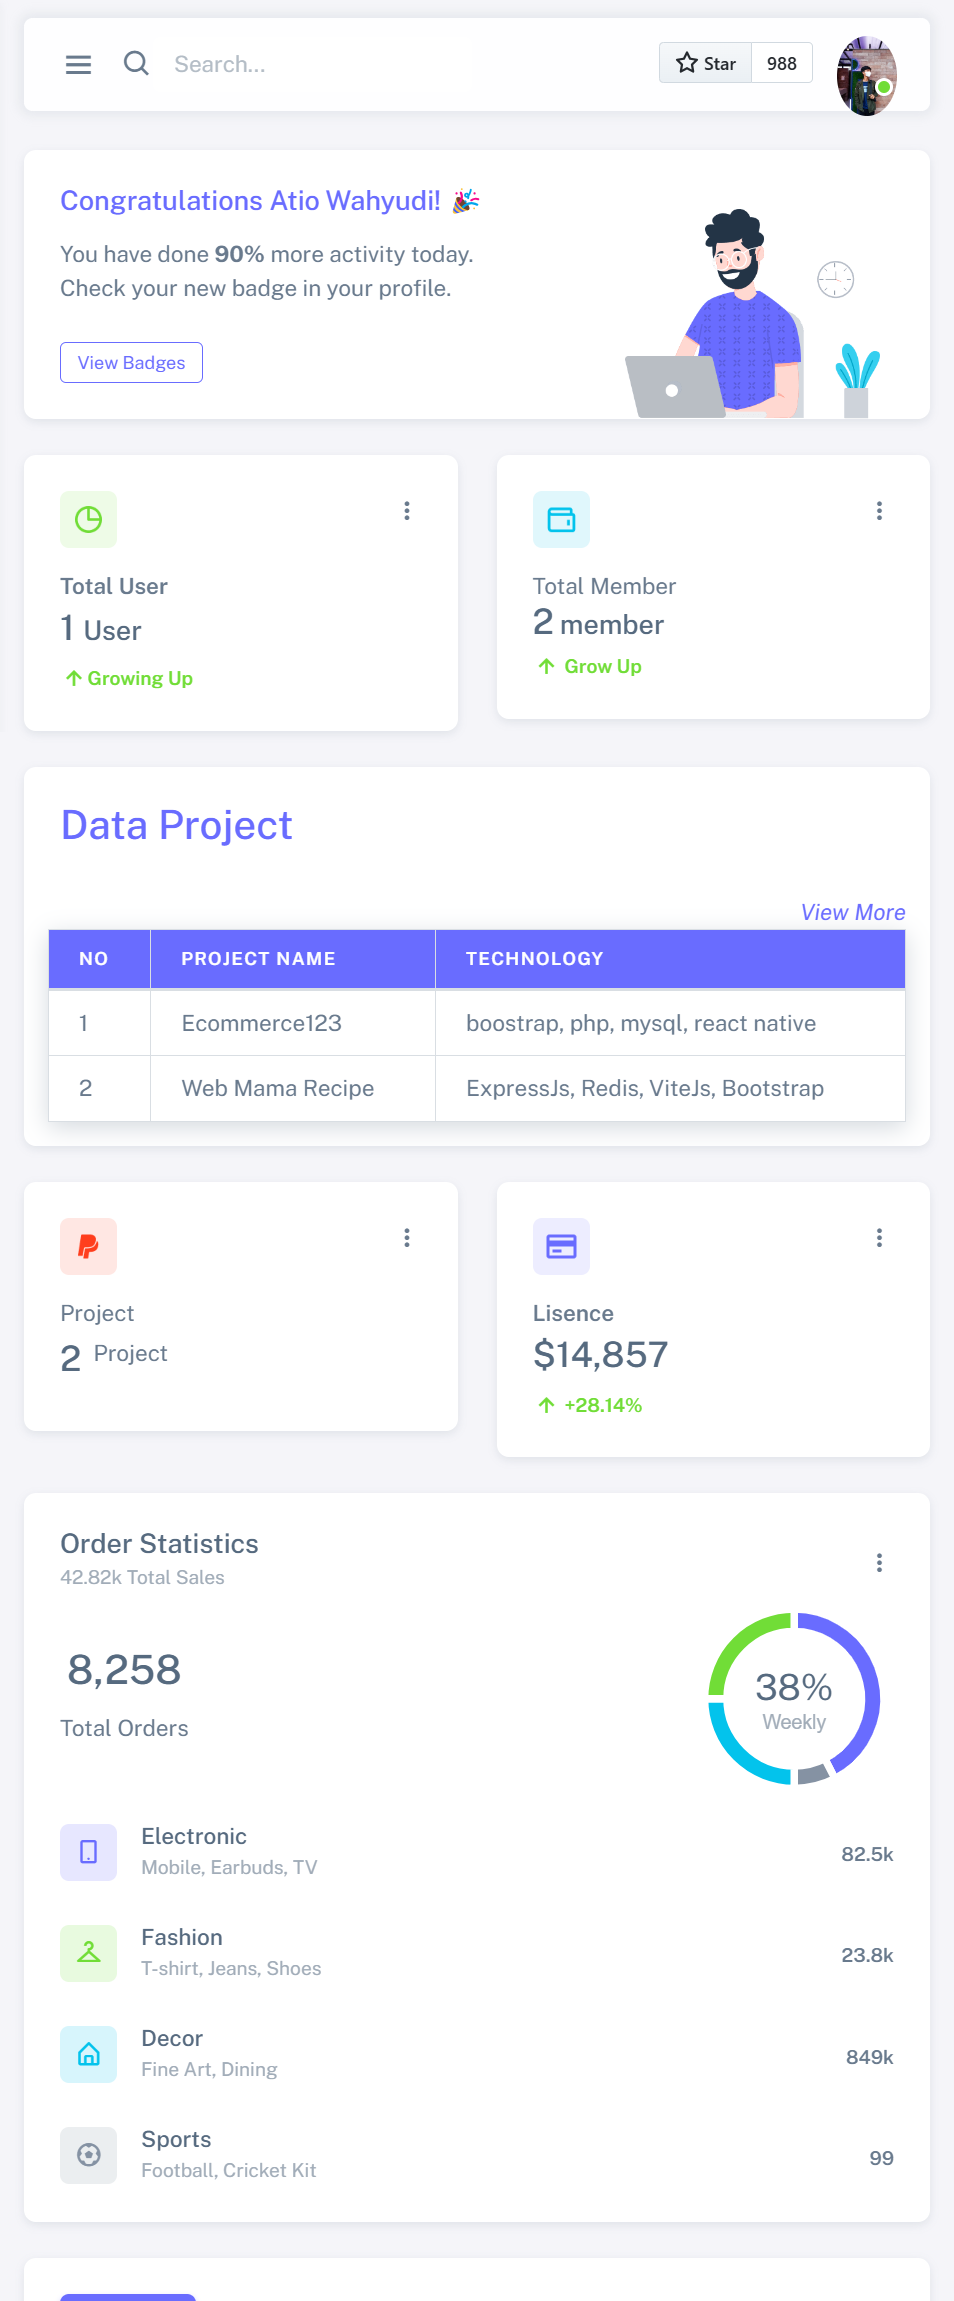 Search...
Star
988
Congratulations Atio Wahyudi! 🎉
You have done 90% more activity today.
Check your new badge in your profile.
View Badges
Total User
1 User
Growing Up
Total Member
2 member
Grow Up
Data Project
View More
NO PROJECT NAME TECHNOLOGY
1 Ecommerce123 boostrap, php, mysql, react native
2 Web Mama Recipe ExpressJs, Redis, ViteJs, Bootstrap
Project
2 Project
Lisence
$14,857
+28.14%
Order Statistics
42.82k Total Sales
8,258
Total Orders
38%
Weekly
Electronic
Mobile, Earbuds, TV
82.5k
Fashion
T-shirt, Jeans, Shoes
23.8k
Decor
Fine Art, Dining
849k
Sports
Football, Cricket Kit
99